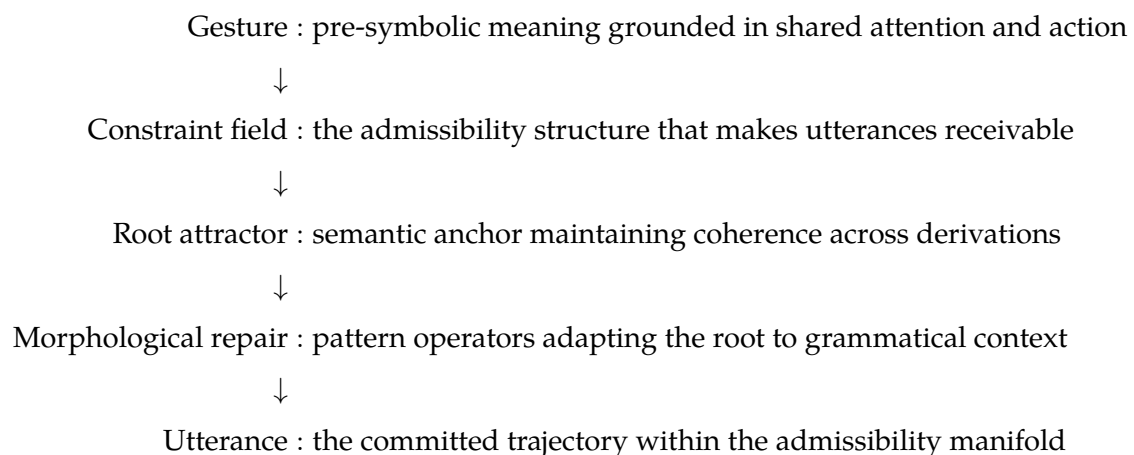 Gesture : pre-symbolic meaning grounded in shared attention and action
↓
Constraint field : the admissibility structure that makes utterances receivable
↓
Root attractor : semantic anchor maintaining coherence across derivations
↓
Morphological repair : pattern operators adapting the root to grammatical context
↓
Utterance : the committed trajectory within the admissibility manifold